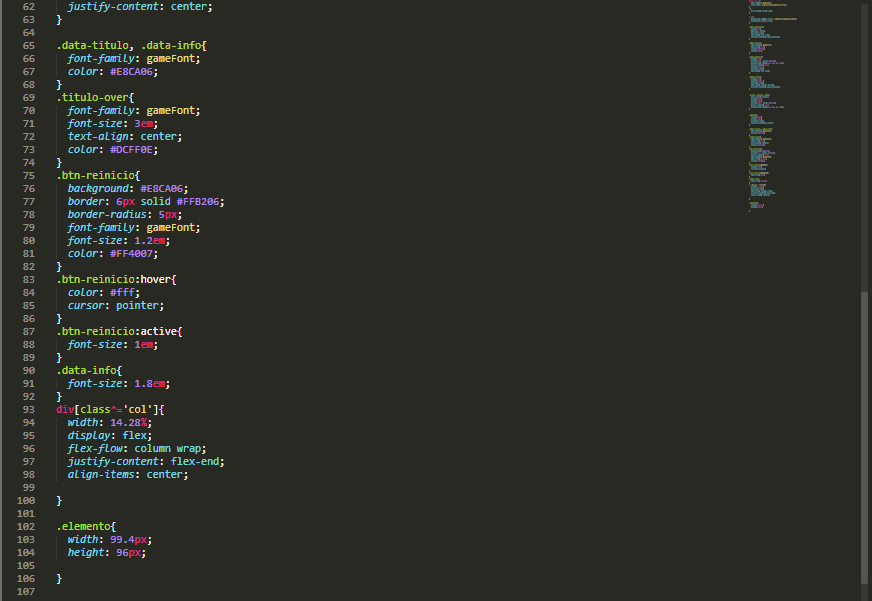 62 justify-content: center;
63 }
64
65 .data-titulo, .data-info{
66 font-family: gameFont;
67 color: #E8CA06;
68 }
69 .titulo-over{
70 font-family: gameFont;
71 font-size: 3em;
72 text-align: center;
73 color: #DCFF0E;
74 }
75 .btn-reinicio{
76 background: #E8CA06;
77 border: 6px solid #FFB206;
78 border-radius: 5px;
79 font-family: gameFont;
80 font-size: 1.2em;
81 color: #FF4007;
82 }
83 .btn-reinicio:hover{
84 color: #fff;
85 cursor: pointer;
86 }
87 .btn-reinicio:active{
88 font-size: 1em;
89 }
90 .data-info{
91 font-size: 1.8em;
92 }
93 div[class^='col']{
94 width: 14.28%;
95 display: flex;
96 flex-flow: column wrap;
97 justify-content: flex-end;
98 align-items: center;
99
100 }
101
102 .elemento{
103 width: 99.4px;
104 height: 96px;
105
106 }
107